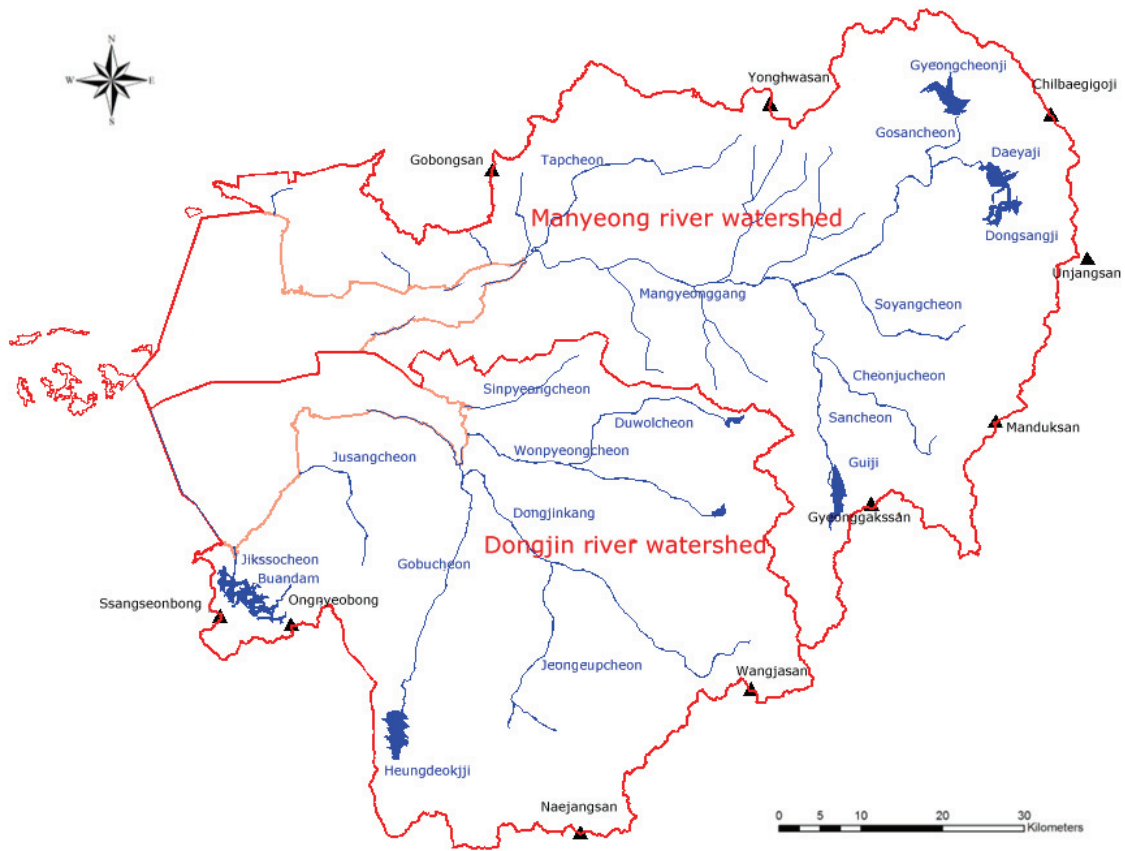 N
W E
S
Gyeongcheonji
Yonghwasan
Chilbaegigoji
Gosancheon
Gobongsan
Tapcheon
Daeyaji
Manyeong river watershed
Dongsangji
Unjangsan
Mangyeonggang
Soyangcheon
Cheonjucheon
Sinpyeongcheon
Sancheon
Duwolcheon
Manduksan
Wonpyeongcheon
Jusangcheon
Guiji
Dongjinkang
Gyeonggakssan
Dongjin river watershed
Jikssocheon
Gobucheon
Buandam
Ssangseonbong
Ongnyeobong
Jeongeupcheon
Wangjasan
Heungdeokjji
Naejangsan
0 5 10 20 30
Kilometers